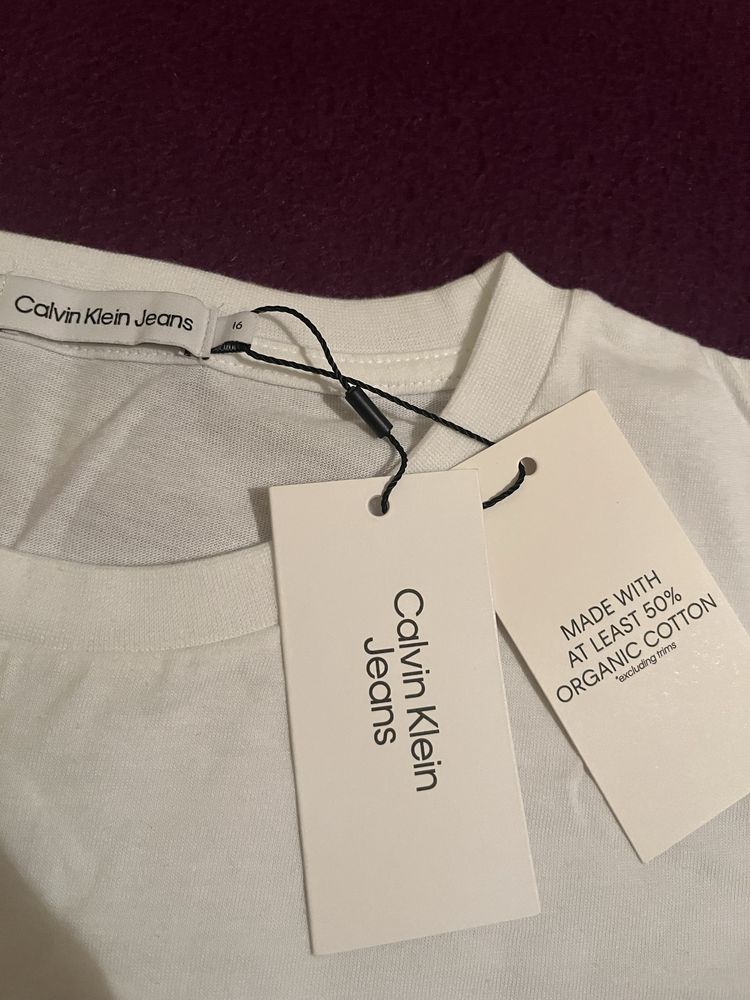 Calvin Klein Jeans
16
Calvin Klein
Jeans
MADE WITH
AT LEAST 50%
ORGANIC COTTON
*excluding trims